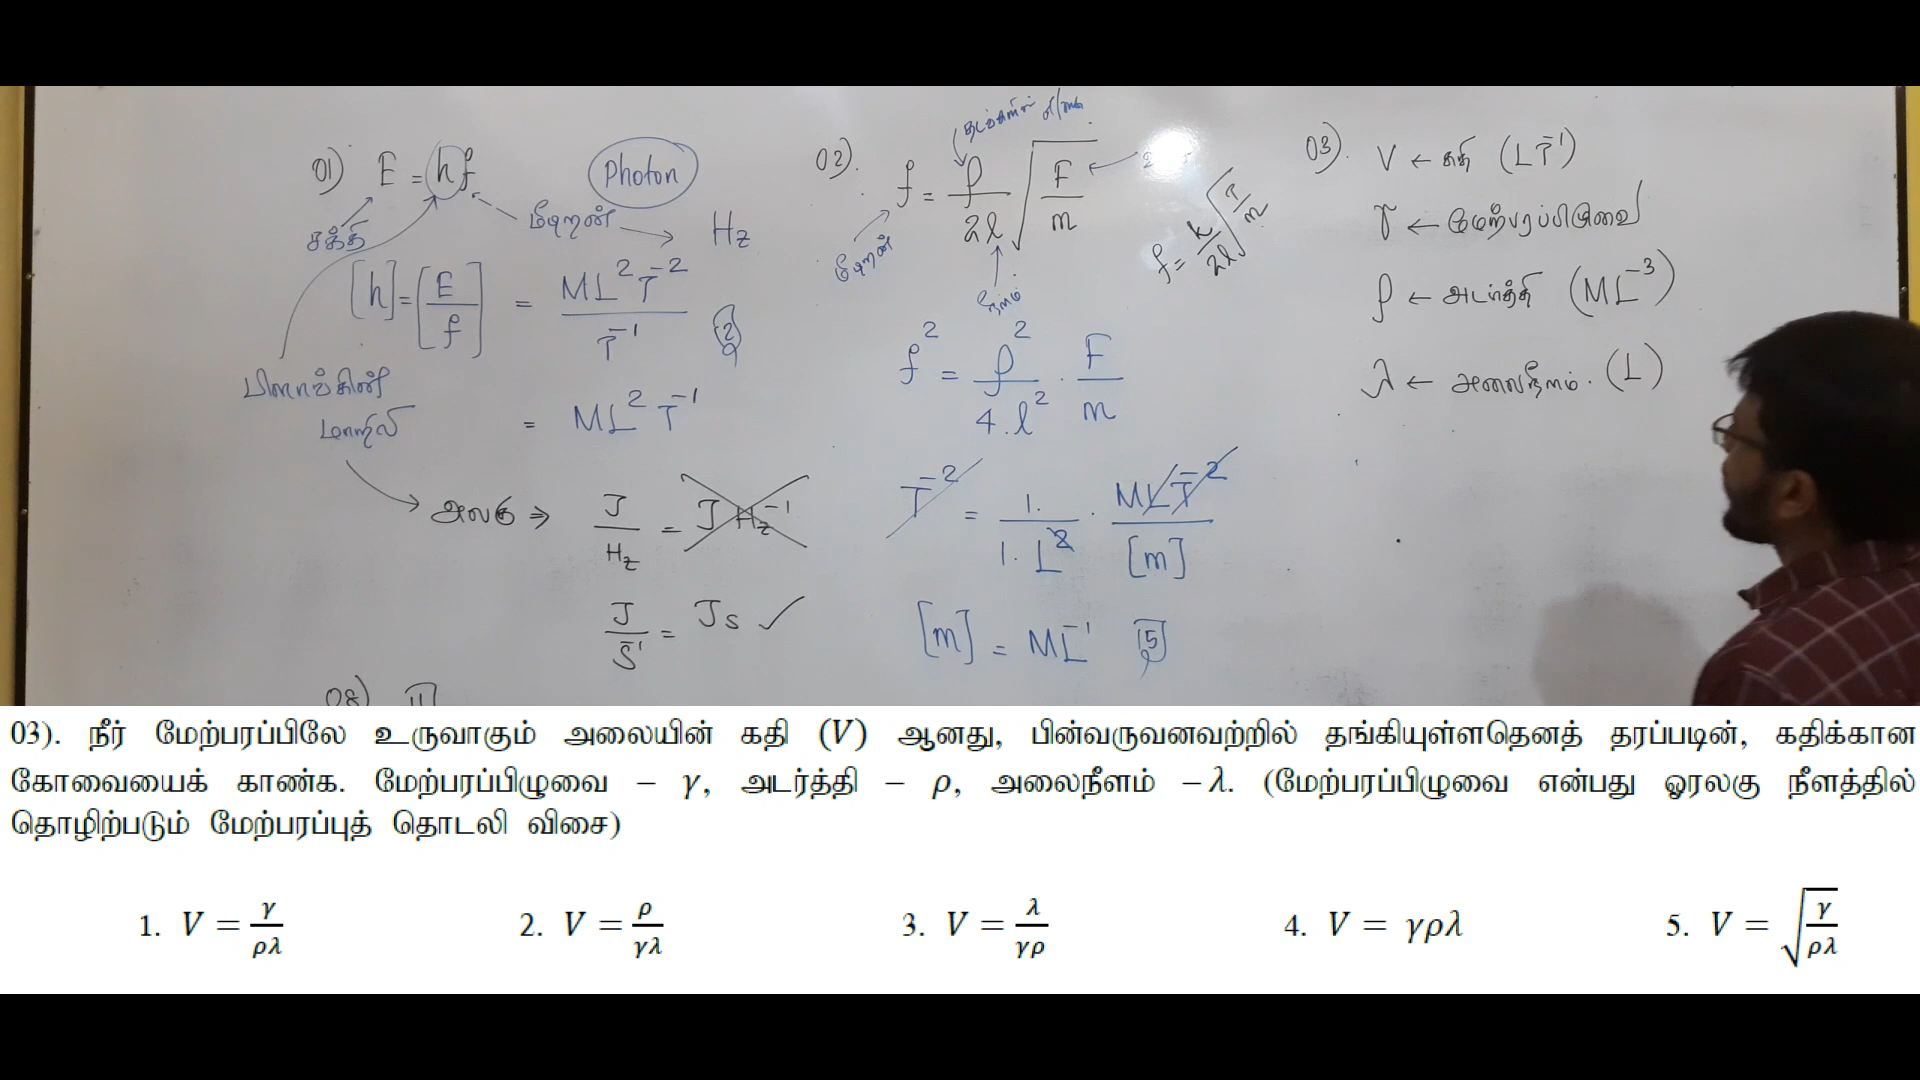 01) E = hf
Photon
சக்தி
மீடிறன்
Hz
[h] = [E/f] = ML²T⁻² / T⁻¹ (2)
பிளாங்கின்
மாறிலி
= ML²T⁻¹
அலகு ⇒ J/Hz = J Hz⁻¹
J/S⁻¹ = Js ✓
08)
02).
f = ρ/2l √(F/m)
மீடிறன்
நீளம்
f² = ρ²/4.l² . F/m
T⁻² = 1./1.L² . MLT⁻²/[m]
[m] = ML⁻¹ (5)
03).
V ← கதி (LT⁻¹)
γ ← மேற்பரப்பிழுவை
ρ ← அடர்த்தி (ML⁻³)
λ ← அலைநீளம். (L)
03). நீர் மேற்பரப்பிலே உருவாகும் அலையின் கதி (V) ஆனது, பின்வருவனவற்றில் தங்கியுள்ளதெனத் தரப்படின், கதிக்கான
கோவையைக் காண்க. மேற்பரப்பிழுவை – γ, அடர்த்தி – ρ, அலைநீளம் – λ. (மேற்பரப்பிழுவை என்பது ஓரலகு நீளத்தில்
தொழிற்படும் மேற்பரப்புத் தொடலி விசை)
1. V = γ/ρλ 2. V = ρ/γλ 3. V = λ/γρ 4. V = γρλ 5. V = √(γ/ρλ)